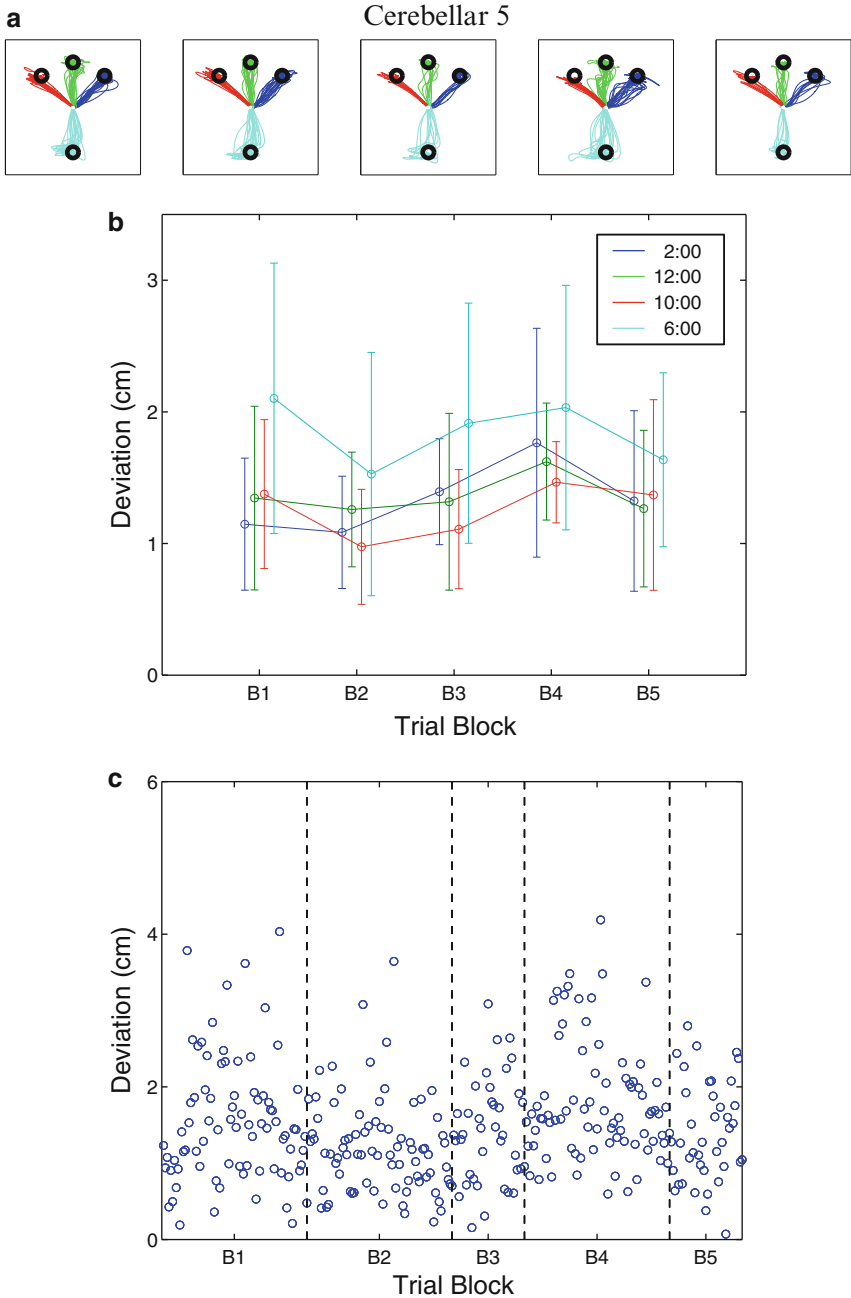 a
Cerebellar 5
b
3
2
1
0
Deviation (cm)
2:00
12:00
10:00
6:00
B1 B2 B3 B4 B5
Trial Block
c
6
4
2
0
Deviation (cm)
B1 B2 B3 B4 B5
Trial Block